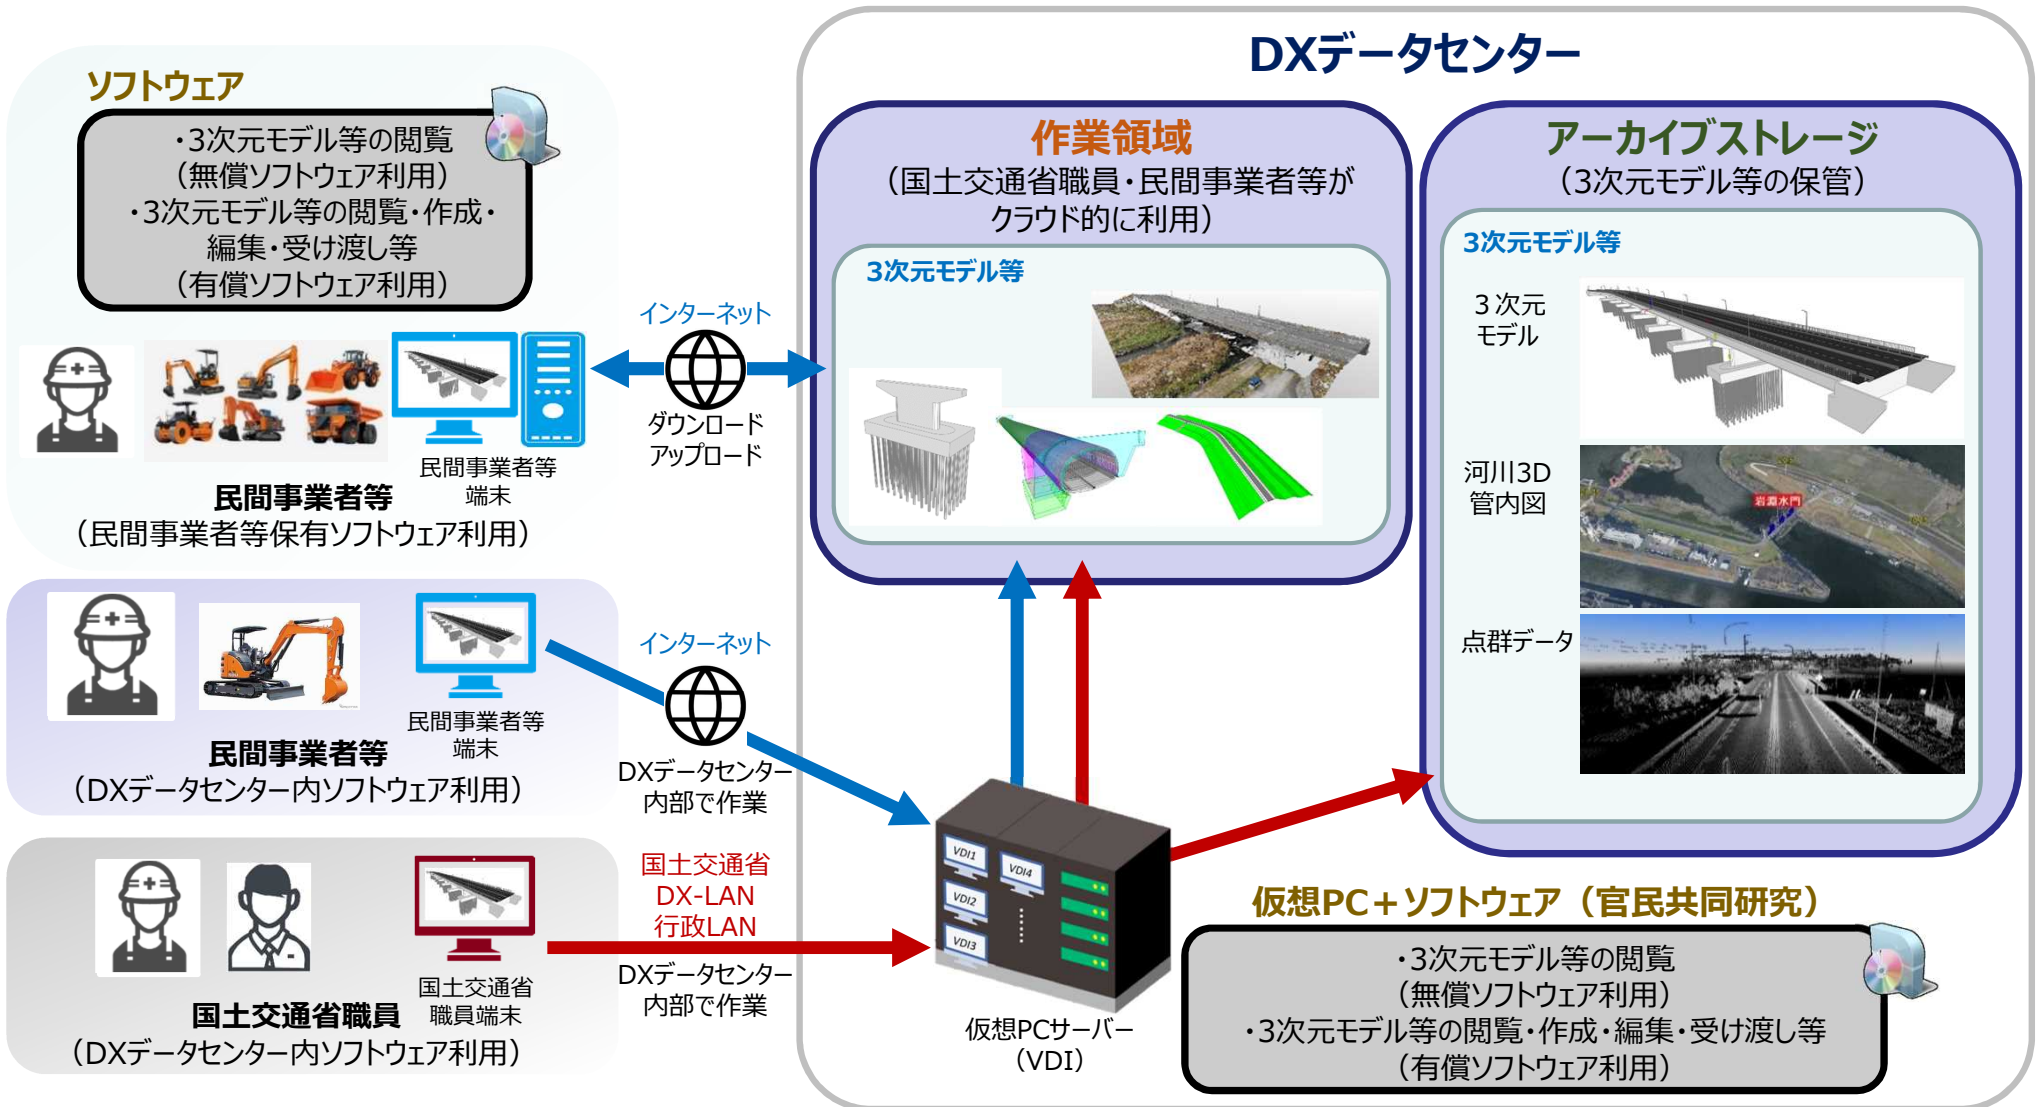 DXデータセンター
ソフトウェア
・3次元モデル等の閲覧
（無償ソフトウェア利用）
・3次元モデル等の閲覧・作成・
編集・受け渡し等
（有償ソフトウェア利用）
民間事業者等
端末
民間事業者等
（民間事業者等保有ソフトウェア利用）
インターネット
ダウンロード
アップロード
作業領域
（国土交通省職員・民間事業者等が
クラウド的に利用）
3次元モデル等
アーカイブストレージ
（3次元モデル等の保管）
3次元モデル等
３次元
モデル
河川3D
管内図
岩淵水門
点群データ
民間事業者等
端末
民間事業者等
（DXデータセンター内ソフトウェア利用）
インターネット
DXデータセンター
内部で作業
国土交通省
職員端末
国土交通省職員
（DXデータセンター内ソフトウェア利用）
国土交通省
DX-LAN
行政LAN
DXデータセンター
内部で作業
VDI1
VDI4
VDI2
VDI3
仮想PCサーバー
（VDI）
仮想PC＋ソフトウェア（官民共同研究）
・3次元モデル等の閲覧
（無償ソフトウェア利用）
・3次元モデル等の閲覧・作成・編集・受け渡し等
（有償ソフトウェア利用）